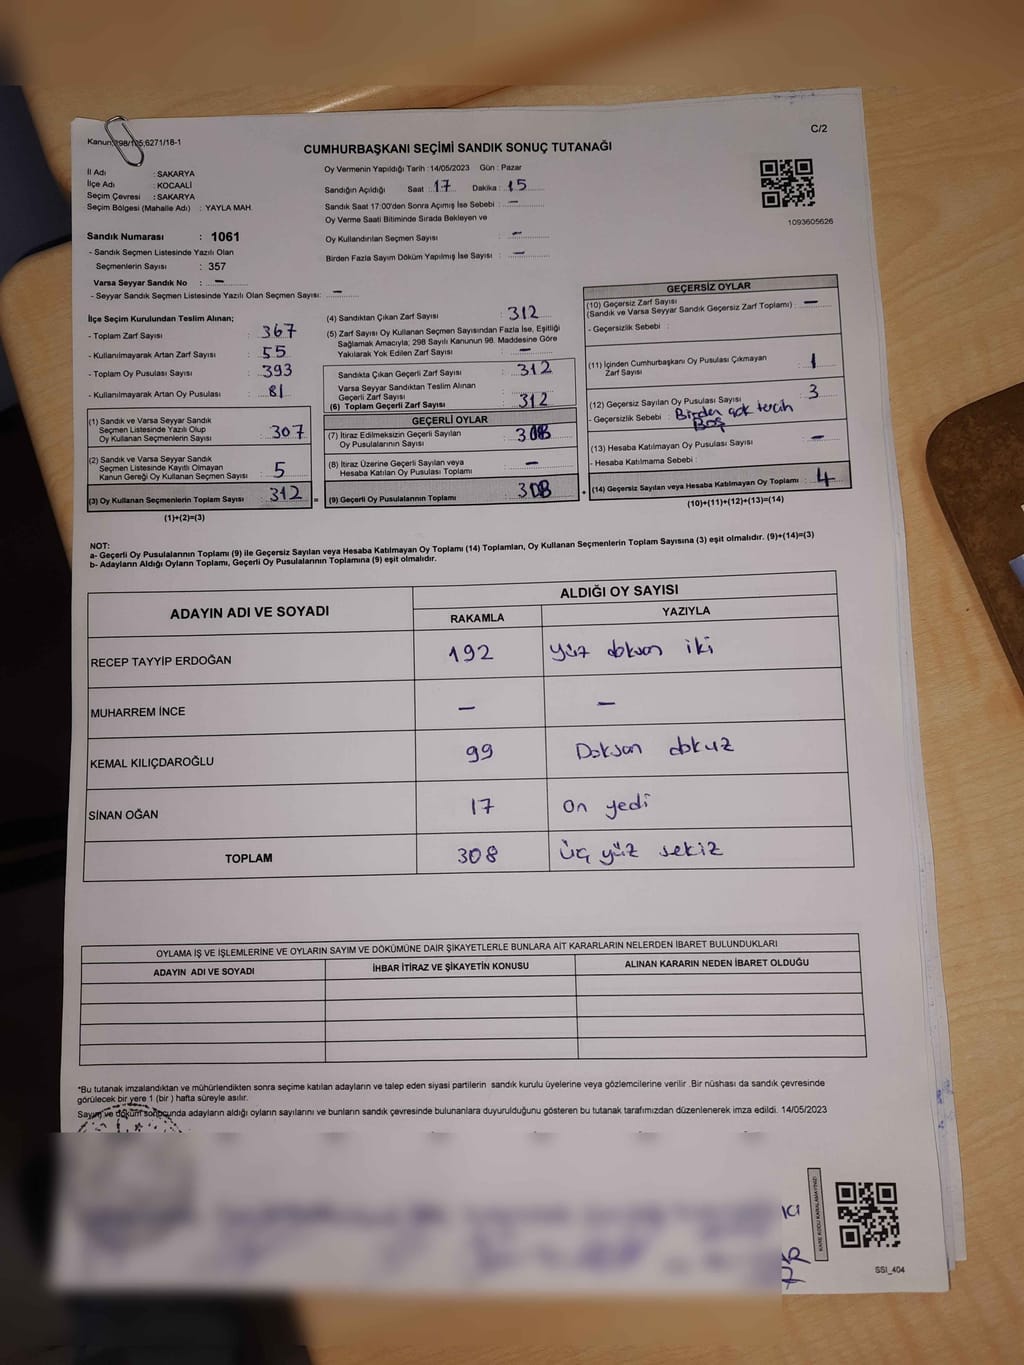 C/2
Kanun:298/105;6271/18-1
CUMHURBAŞKANI SEÇİMİ SANDIK SONUÇ TUTANAĞI
İl Adı : SAKARYA
İlçe Adı : KOCAALİ
Seçim Çevresi : SAKARYA
Seçim Bölgesi (Mahalle Adı) : YAYLA MAH.
Sandık Numarası : 1061
- Sandık Seçmen Listesinde Yazılı Olan
Seçmenlerin Sayısı : 357
Varsa Seyyar Sandık No : —
- Seyyar Sandık Seçmen Listesinde Yazılı Olan Seçmen Sayısı: —
Oy Vermenin Yapıldığı Tarih :14/05/2023 Gün : Pazar
Sandığın Açıldığı Saat : 17 Dakika : 15
Sandık Saat 17:00'den Sonra Açımış İse Sebebi : —
Oy Verme Saati Bitiminde Sırada Bekleyen ve
Oy Kullandırılan Seçmen Sayısı : —
Birden Fazla Sayım Döküm Yapılmış İse Sayısı : —
1093605626
İlçe Seçim Kurulundan Teslim Alınan;
- Toplam Zarf Sayısı : 367
- Kullanılmayarak Artan Zarf Sayısı : 55
- Toplam Oy Pusulası Sayısı : 393
- Kullanılmayarak Artan Oy Pusulası : 81
(1) Sandık ve Varsa Seyyar Sandık
Seçmen Listesinde Yazılı Olup
Oy Kullanan Seçmenlerin Sayısı : 307
(2) Sandık ve Varsa Seyyar Sandık
Seçmen Listesinde Kayıtlı Olmayan
Kanun Gereği Oy Kullanan Seçmen Sayısı : 5
(3) Oy Kullanan Seçmenlerin Toplam Sayısı : 312
(1)+(2)=(3)
(4) Sandıktan Çıkan Zarf Sayısı : 312
(5) Zarf Sayısı Oy Kullanan Seçmen Sayısından Fazla İse, Eşitliği
Sağlamak Amacıyla; 298 Sayılı Kanunun 98. Maddesine Göre
Yakılarak Yok Edilen Zarf Sayısı : —
Sandıkta Çıkan Geçerli Zarf Sayısı : 312
Varsa Seyyar Sandıktan Teslim Alınan
Geçerli Zarf Sayısı :
(6) Toplam Geçerli Zarf Sayısı : 312
GEÇERLİ OYLAR
(7) İtiraz Edilmeksizin Geçerli Sayılan
Oy Pusulalarının Sayısı : 308
(8) İtiraz Üzerine Geçerli Sayılan veya
Hesaba Katılan Oy Pusulası Toplamı : —
= (9) Geçerli Oy Pusulalarının Toplamı : 308
GEÇERSİZ OYLAR
(10) Geçersiz Zarf Sayısı
(Sandık ve Varsa Seyyar Sandık Geçersiz Zarf Toplamı) : —
- Geçersizlik Sebebi :
(11) İçinden Cumhurbaşkanı Oy Pusulası Çıkmayan
Zarf Sayısı : 1
(12) Geçersiz Sayılan Oy Pusulası Sayısı : 3
- Geçersizlik Sebebi : Birden çok tercih
Boş
(13) Hesaba Katılmayan Oy Pusulası Sayısı : —
- Hesaba Katılmama Sebebi :
+ (14) Geçersiz Sayılan veya Hesaba Katılmayan Oy Toplamı : 4
(10)+(11)+(12)+(13)=(14)
NOT:
a- Geçerli Oy Pusulalarının Toplamı (9) ile Geçersiz Sayılan veya Hesaba Katılmayan Oy Toplamı (14) Toplamları, Oy Kullanan Seçmenlerin Toplam Sayısına (3) eşit olmalıdır. (9)+(14)=(3)
b- Adayların Aldığı Oyların Toplamı, Geçerli Oy Pusulalarının Toplamına (9) eşit olmalıdır.
ADAYIN ADI VE SOYADI ALDIĞI OY SAYISI
RAKAMLA YAZIYLA
RECEP TAYYİP ERDOĞAN 192 yüz doksan iki
MUHARREM İNCE — —
KEMAL KILIÇDAROĞLU 99 Doksan dokuz
SİNAN OĞAN 17 On yedi
TOPLAM 308 üç yüz sekiz
OYLAMA İŞ VE İŞLEMLERİNE VE OYLARIN SAYIM VE DÖKÜMÜNE DAİR ŞİKAYETLERLE BUNLARA AİT KARARLARIN NELERDEN İBARET BULUNDUKLARI
ADAYIN ADI VE SOYADI İHBAR İTİRAZ VE ŞİKAYETİN KONUSU ALINAN KARARIN NEDEN İBARET OLDUĞU
*Bu tutanak imzalandıktan ve mühürlendikten sonra seçime katılan adayların ve talep eden siyasi partilerin sandık kurulu üyelerine veya gözlemcilerine verilir .Bir nüshası da sandık çevresinde
görülecek bir yere 1 (bir ) hafta süreyle asılır.
Sayım ve döküm sonucunda adayların aldığı oyların sayılarını ve bunların sandık çevresinde bulunanlara duyurulduğunu gösteren bu tutanak tarafımızdan düzenlenerek imza edildi. 14/05/2023
KARE KODU KARALAMAYINIZ!
SSI_404